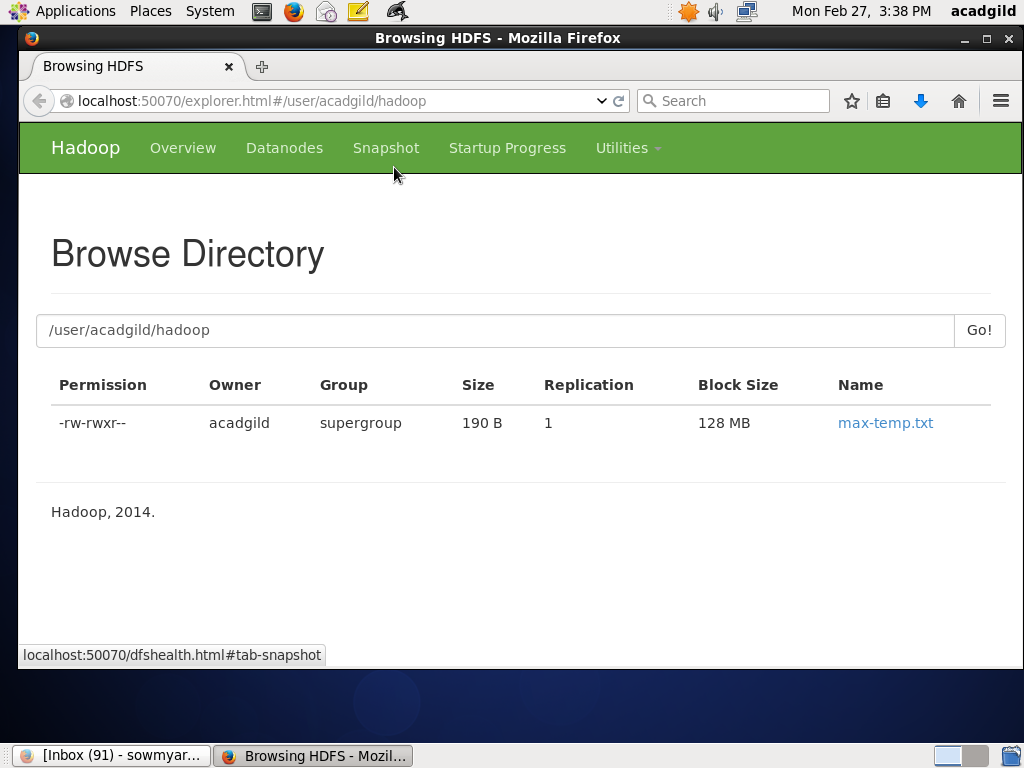 Applications Places System Mon Feb 27, 3:38 PM acadgild
Browsing HDFS - Mozilla Firefox
Browsing HDFS
localhost:50070/explorer.html#/user/acadgild/hadoop Search
Hadoop Overview Datanodes Snapshot Startup Progress Utilities
Browse Directory
/user/acadgild/hadoop Go!
Permission Owner Group Size Replication Block Size Name
-rw-rwxr-- acadgild supergroup 190 B 1 128 MB max-temp.txt
Hadoop, 2014.
localhost:50070/dfshealth.html#tab-snapshot
[Inbox (91) - sowmyar... Browsing HDFS - Mozil...